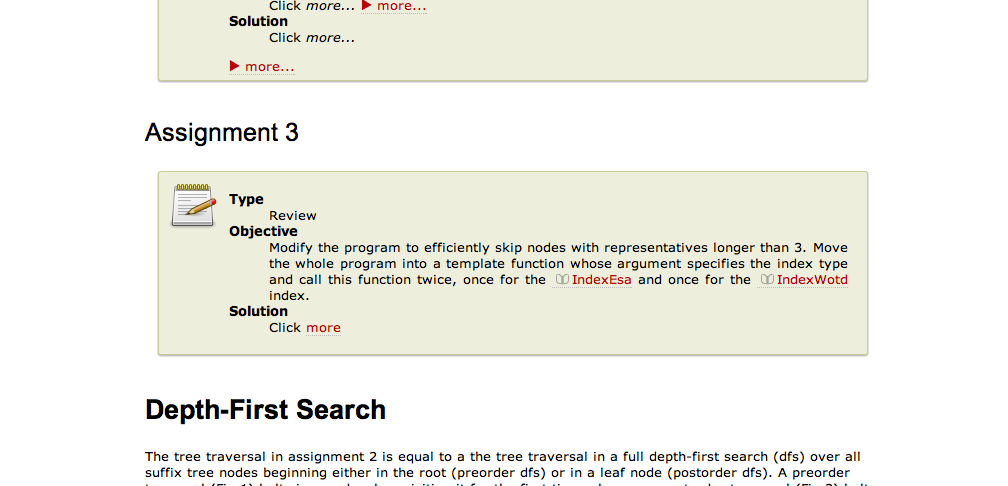 Click more... ▶ more...
Solution
Click more...
▶ more...
Assignment 3
Type
Review
Objective
Modify the program to efficiently skip nodes with representatives longer than 3. Move
the whole program into a template function whose argument specifies the index type
and call this function twice, once for the IndexEsa and once for the IndexWotd
index.
Solution
Click more
Depth-First Search
The tree traversal in assignment 2 is equal to a the tree traversal in a full depth-first search (dfs) over all
suffix tree nodes beginning either in the root (preorder dfs) or in a leaf node (postorder dfs). A preorder